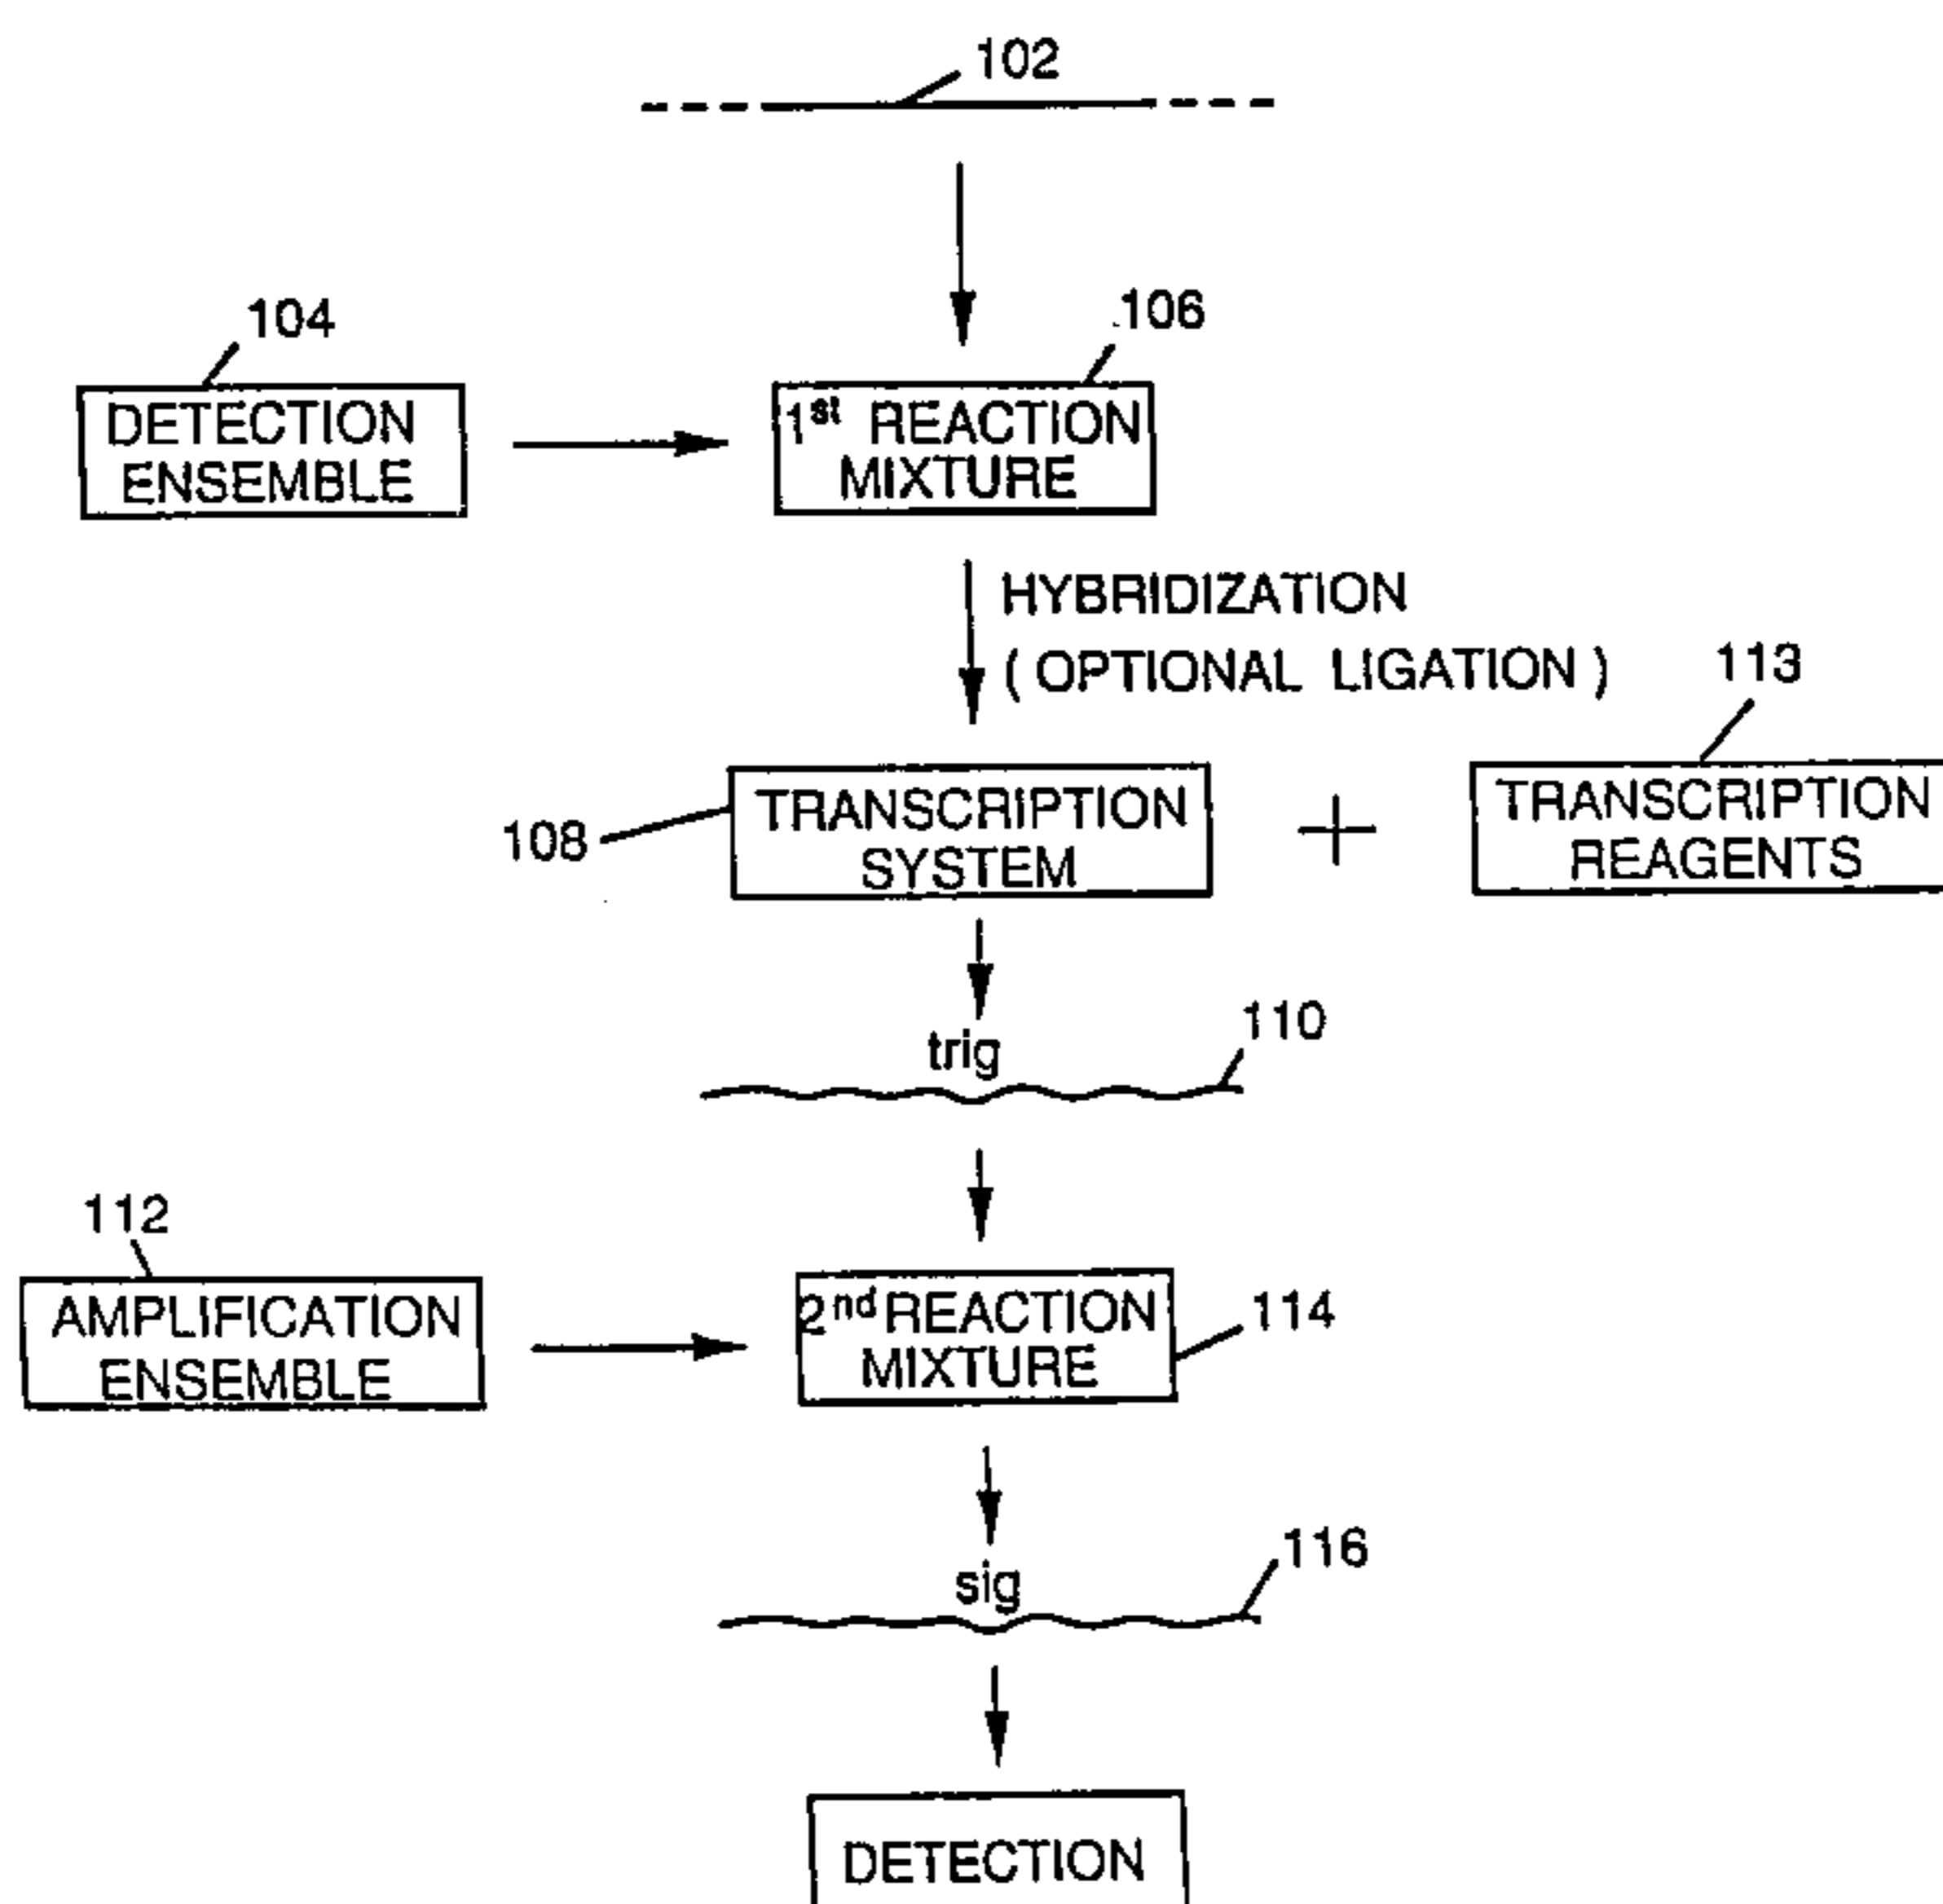 102
104
106
DETECTION
ENSEMBLE
1st REACTION
MIXTURE
HYBRIDIZATION
( OPTIONAL LIGATION )
113
108
TRANSCRIPTION
SYSTEM
+
TRANSCRIPTION
REAGENTS
trig
110
112
AMPLIFICATION
ENSEMBLE
2nd REACTION
MIXTURE
114
sig
116
DETECTION